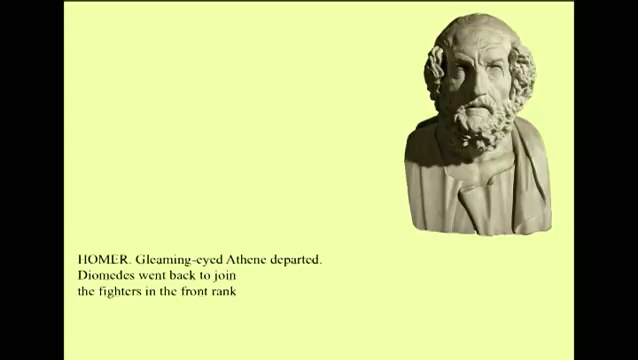 HOMER. Gleaming-eyed Athene departed.
Diomedes went back to join
the fighters in the front rank